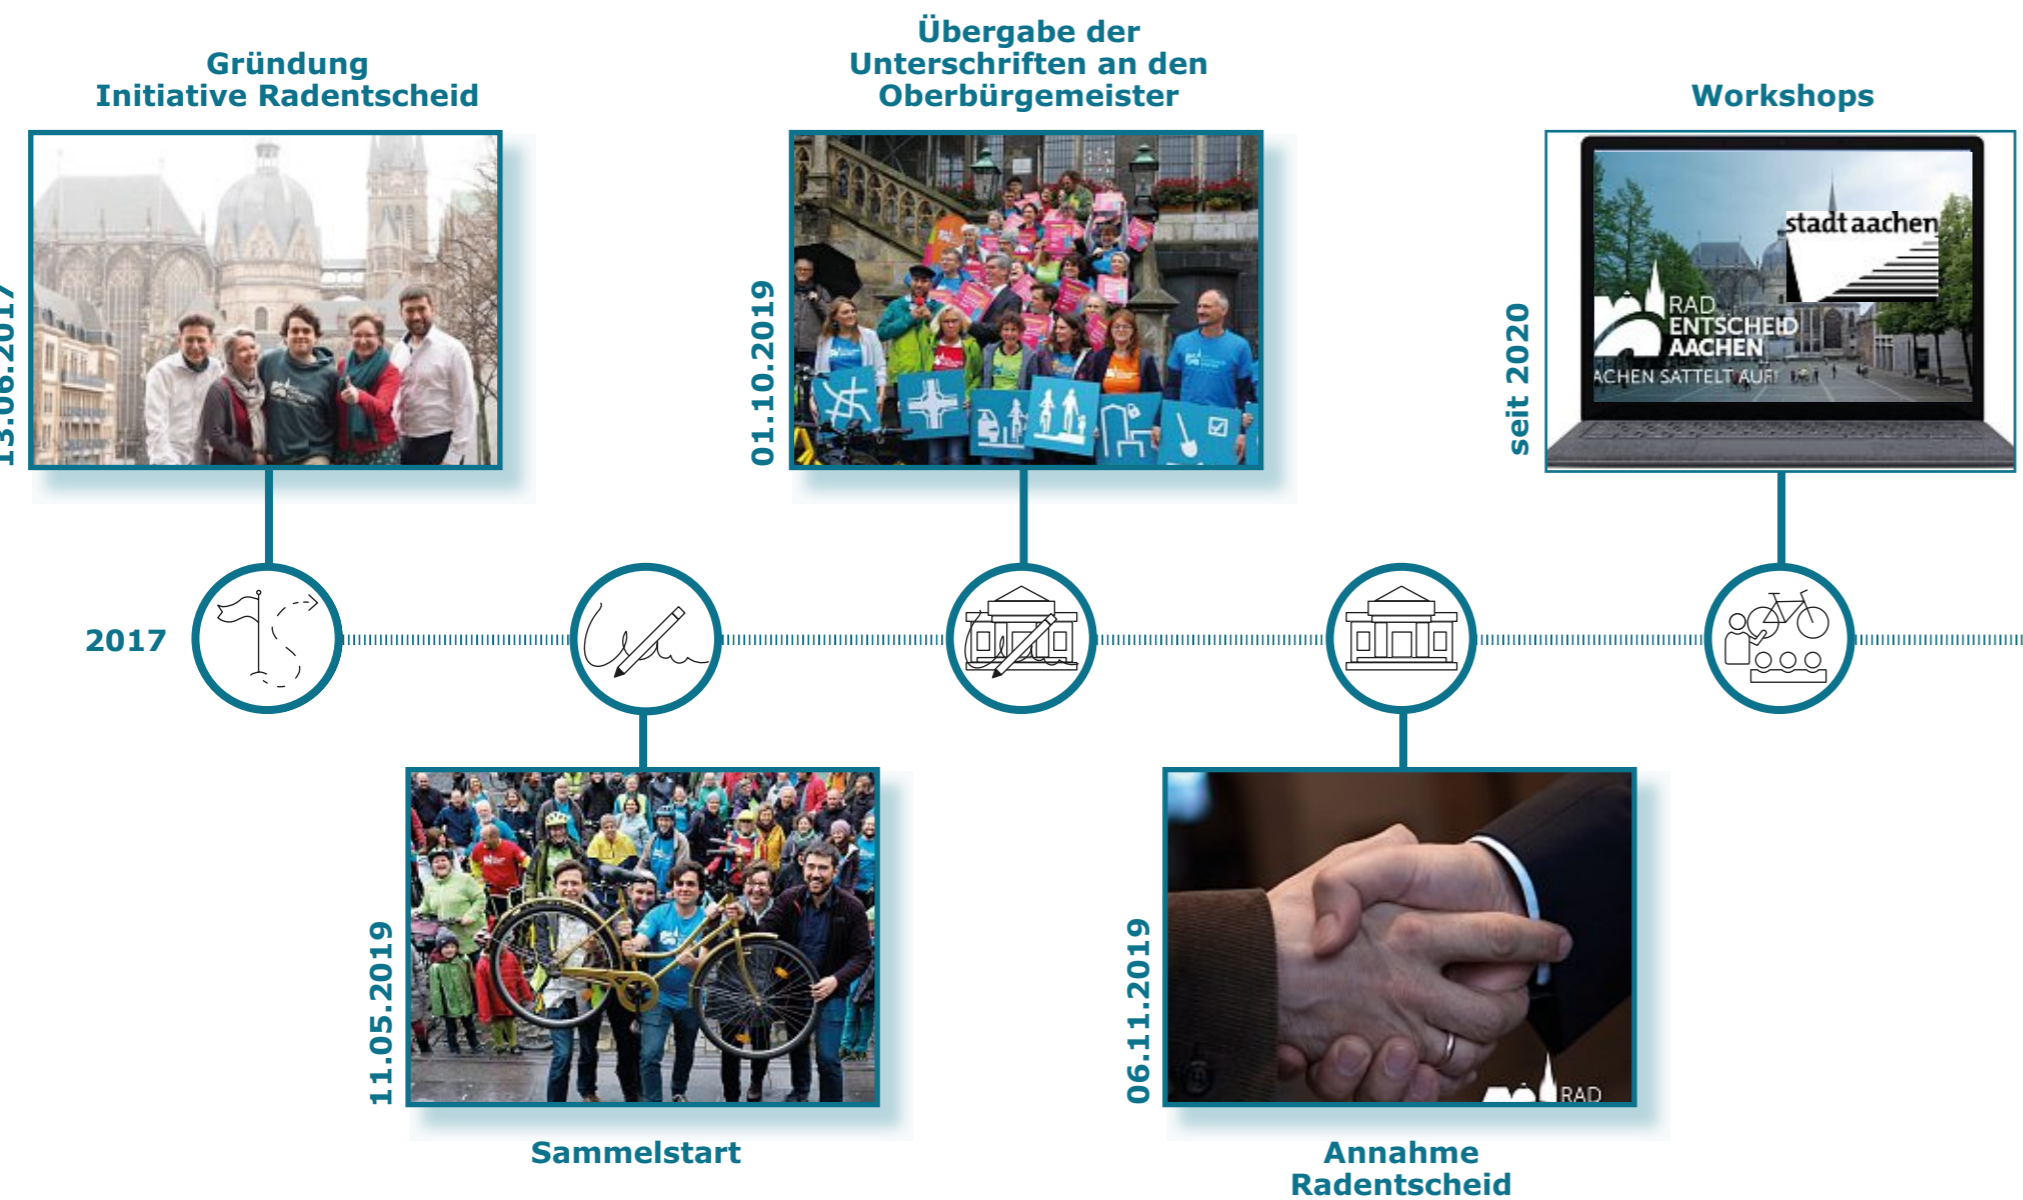 Gründung
Initiative Radentscheid
13.06.2017
Übergabe der
Unterschriften an den
Oberbürgemeister
01.10.2019
Workshops
seit 2020
stadt aachen
RAD
ENTSCHEID
AACHEN
ACHEN SATTELT AUF!
2017
11.05.2019
Sammelstart
06.11.2019
RAD
Annahme
Radentscheid